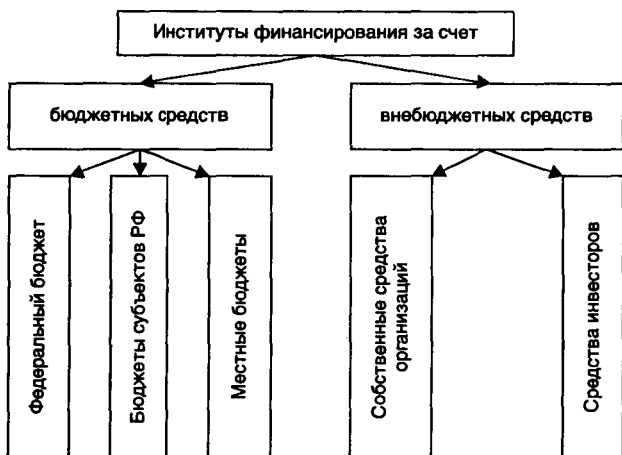 Институты финансирования за счет
бюджетных средств
внебюджетных средств
Федеральный бюджет
Бюджеты субъектов РФ
Местные бюджеты
Собственные средства
организаций
Средства инвесторов